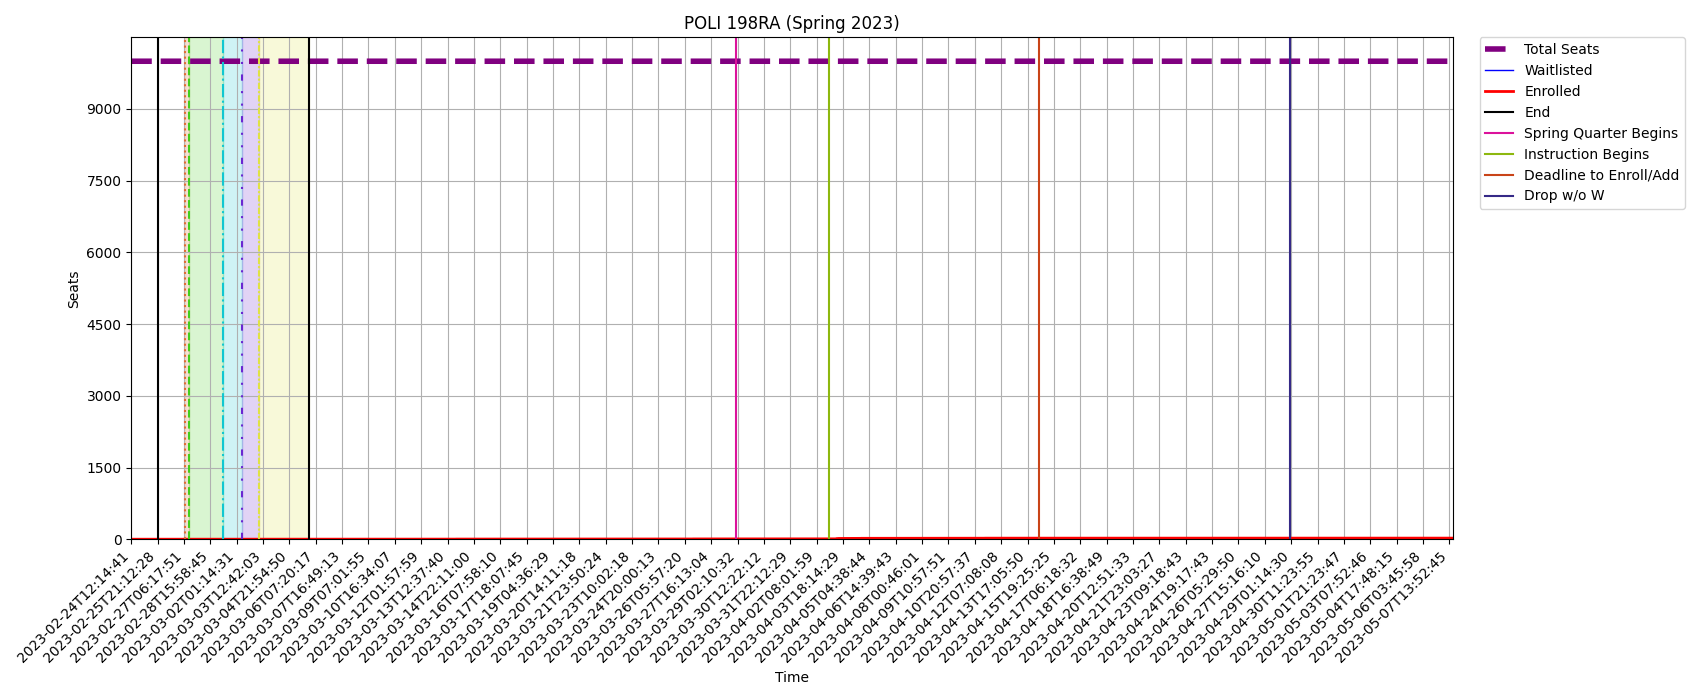 POLI 198RA (Spring 2023)
Total Seats
Waitlisted
Enrolled
End
Spring Quarter Begins
Instruction Begins
Deadline to Enroll/Add
Drop w/o W
Seats
9000
7500
6000
4500
3000
1500
0
2023-02-24T12:14:41
2023-02-25T21:12:28
2023-02-27T06:17:51
2023-02-28T15:58:45
2023-03-02T01:14:31
2023-03-03T12:42:03
2023-03-04T21:54:50
2023-03-06T07:20:17
2023-03-07T16:49:13
2023-03-09T07:01:55
2023-03-10T16:34:07
2023-03-12T01:57:59
2023-03-13T12:37:40
2023-03-14T22:11:00
2023-03-16T07:58:10
2023-03-17T18:07:45
2023-03-19T04:36:29
2023-03-20T14:11:18
2023-03-21T23:50:24
2023-03-23T10:02:18
2023-03-24T20:00:13
2023-03-26T05:57:20
2023-03-27T16:13:04
2023-03-29T02:10:32
2023-03-30T12:22:12
2023-03-31T22:12:29
2023-04-02T08:01:59
2023-04-03T18:14:29
2023-04-05T04:38:44
2023-04-06T14:39:43
2023-04-08T00:46:01
2023-04-09T10:57:51
2023-04-10T20:57:37
2023-04-12T07:08:08
2023-04-13T17:05:50
2023-04-15T19:25:25
2023-04-17T06:18:32
2023-04-18T16:38:49
2023-04-20T12:51:33
2023-04-21T23:03:27
2023-04-23T09:18:43
2023-04-24T19:17:43
2023-04-26T05:29:50
2023-04-27T15:16:10
2023-04-29T01:14:30
2023-04-30T11:23:55
2023-05-01T21:23:47
2023-05-03T07:52:46
2023-05-04T17:48:15
2023-05-06T03:45:58
2023-05-07T13:52:45
Time